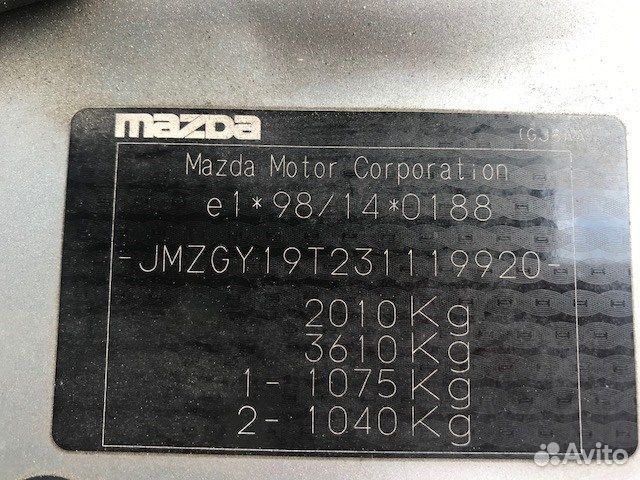 mazda
Mazda Motor Corporation
e1*98/14*0188
-JMZGY19T231119920-
2010Kg
3610Kg
1- 1075Kg
2- 1040Kg
Avito